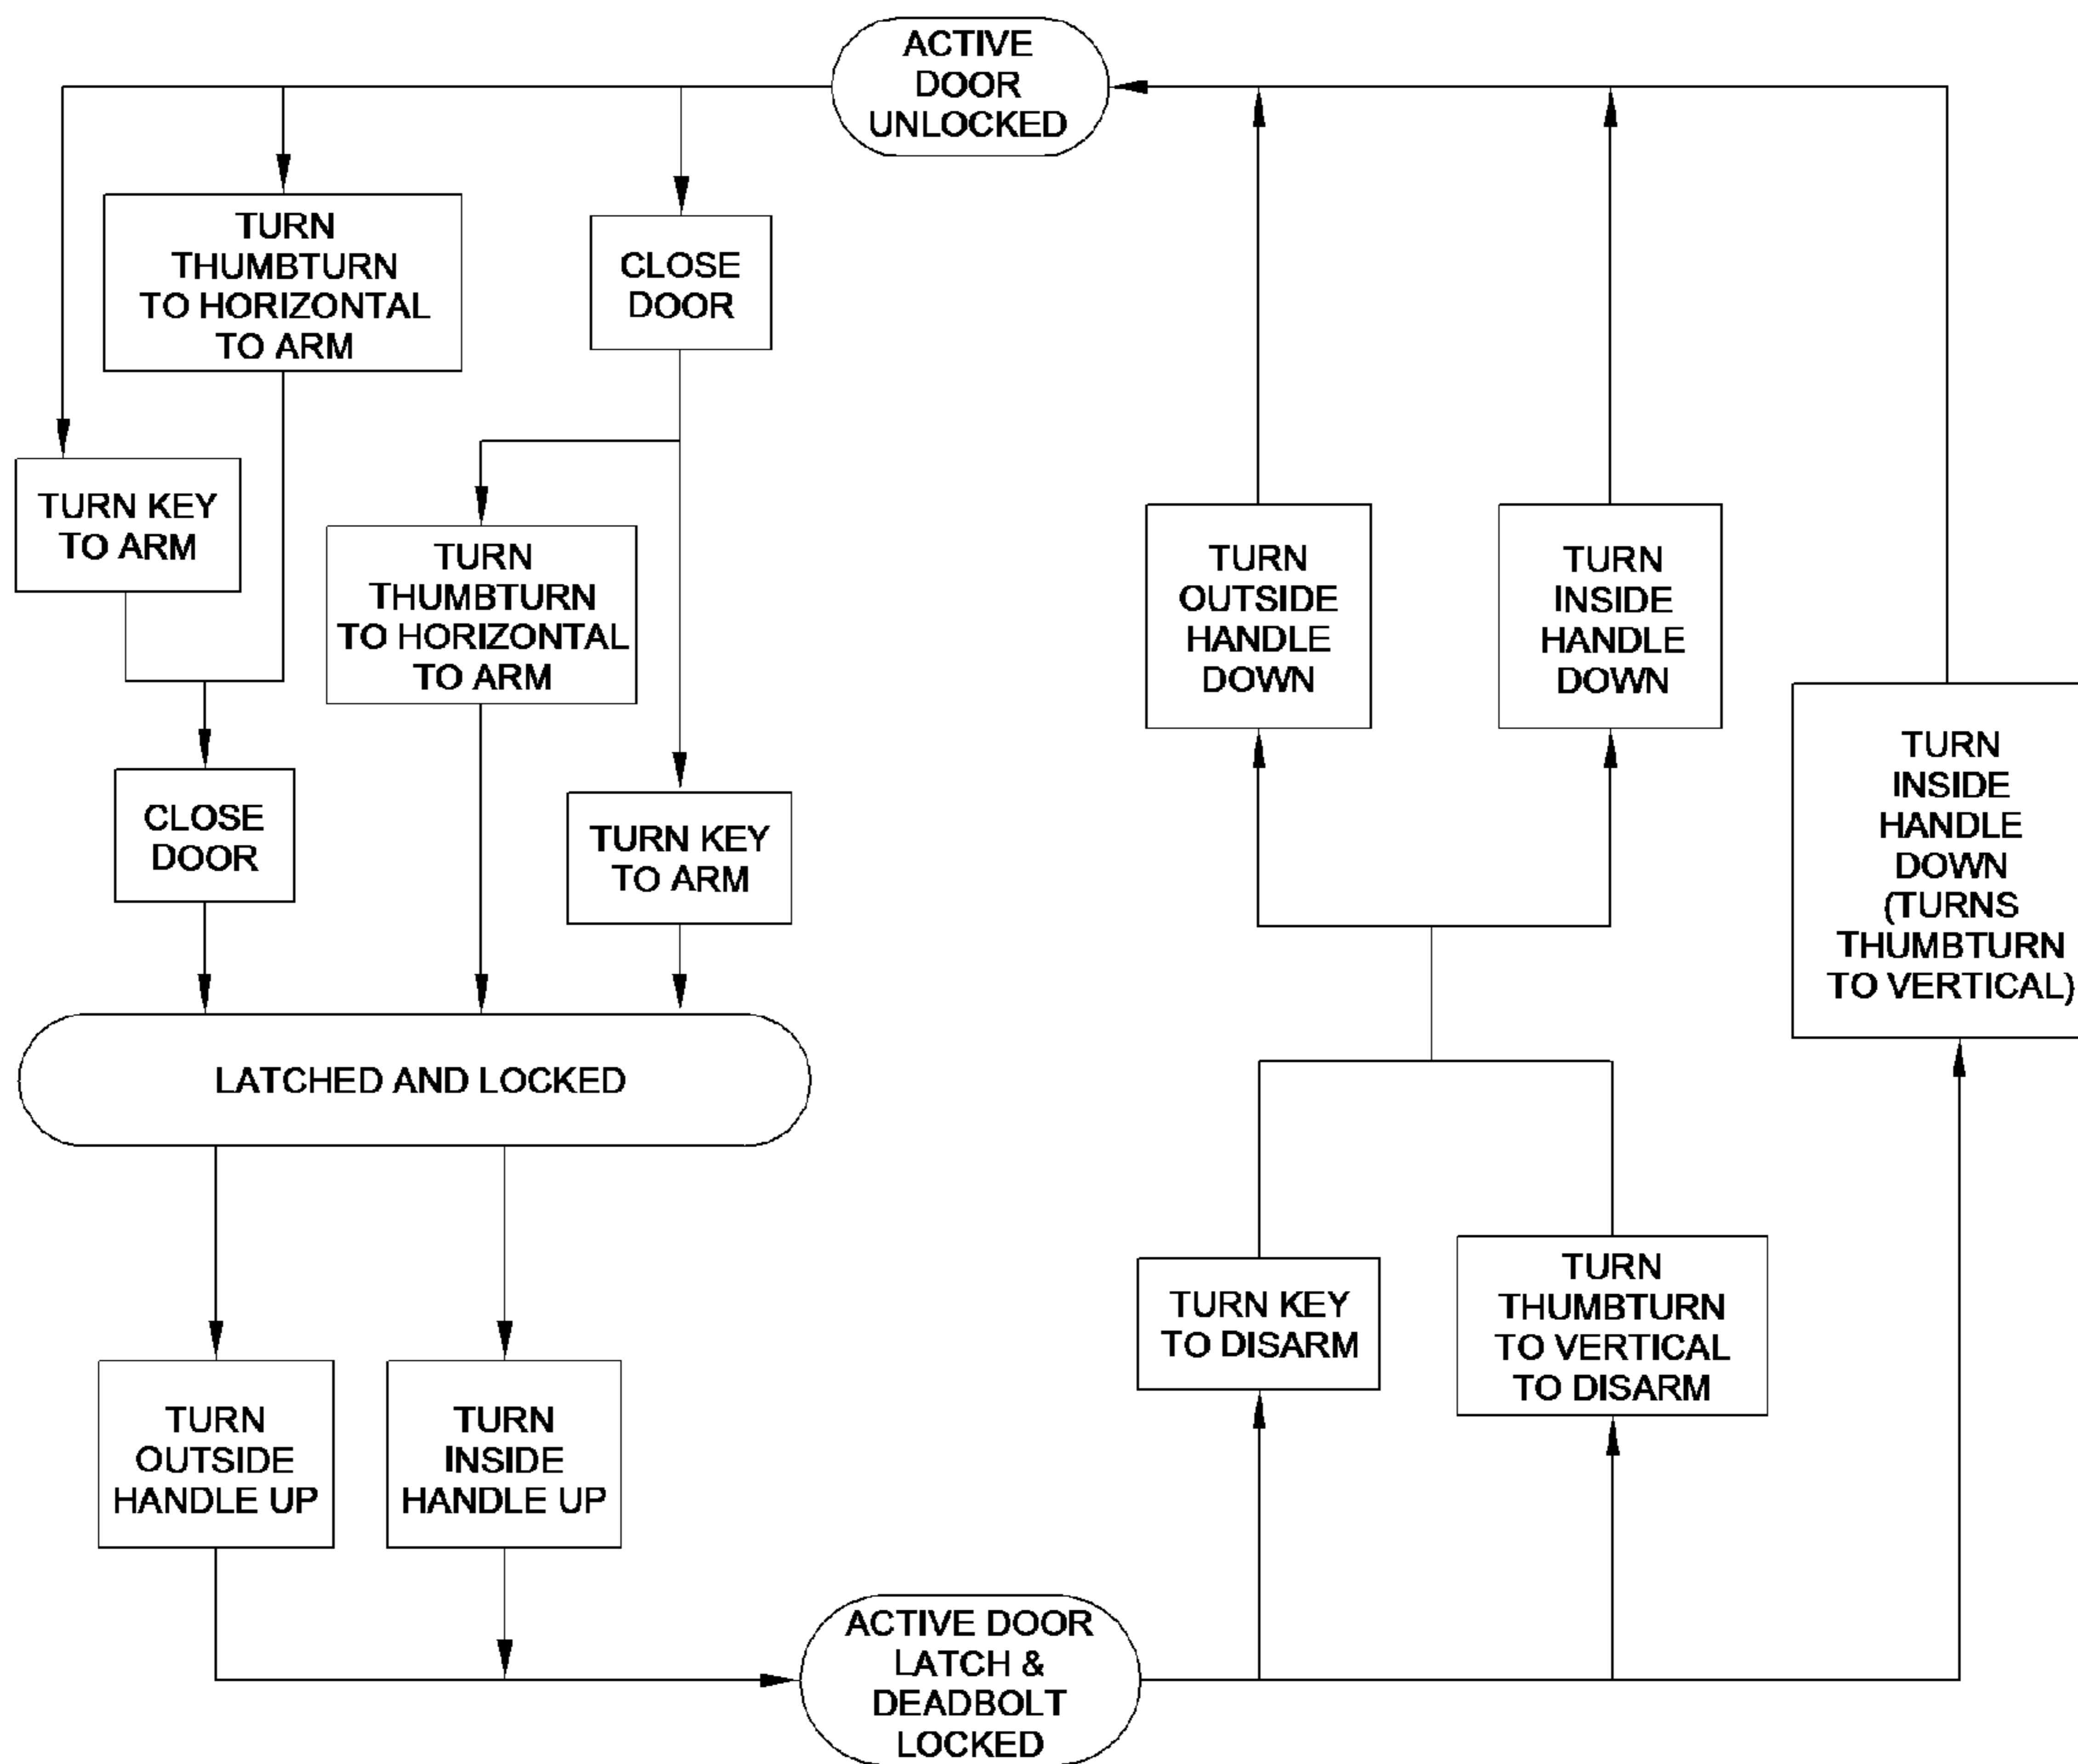 ACTIVE
DOOR
UNLOCKED
TURN
THUMBTURN
TO HORIZONTAL
TO ARM
CLOSE
DOOR
TURN KEY
TO ARM
TURN
THUMBTURN
TO HORIZONTAL
TO ARM
TURN
OUTSIDE
HANDLE
DOWN
TURN
INSIDE
HANDLE
DOWN
TURN
INSIDE
HANDLE
DOWN
(TURNS
THUMBTURN
TO VERTICAL)
CLOSE
DOOR
TURN KEY
TO ARM
LATCHED AND LOCKED
TURN KEY
TO DISARM
TURN
THUMBTURN
TO VERTICAL
TO DISARM
TURN
OUTSIDE
HANDLE UP
TURN
INSIDE
HANDLE UP
ACTIVE DOOR
LATCH &
DEADBOLT
LOCKED